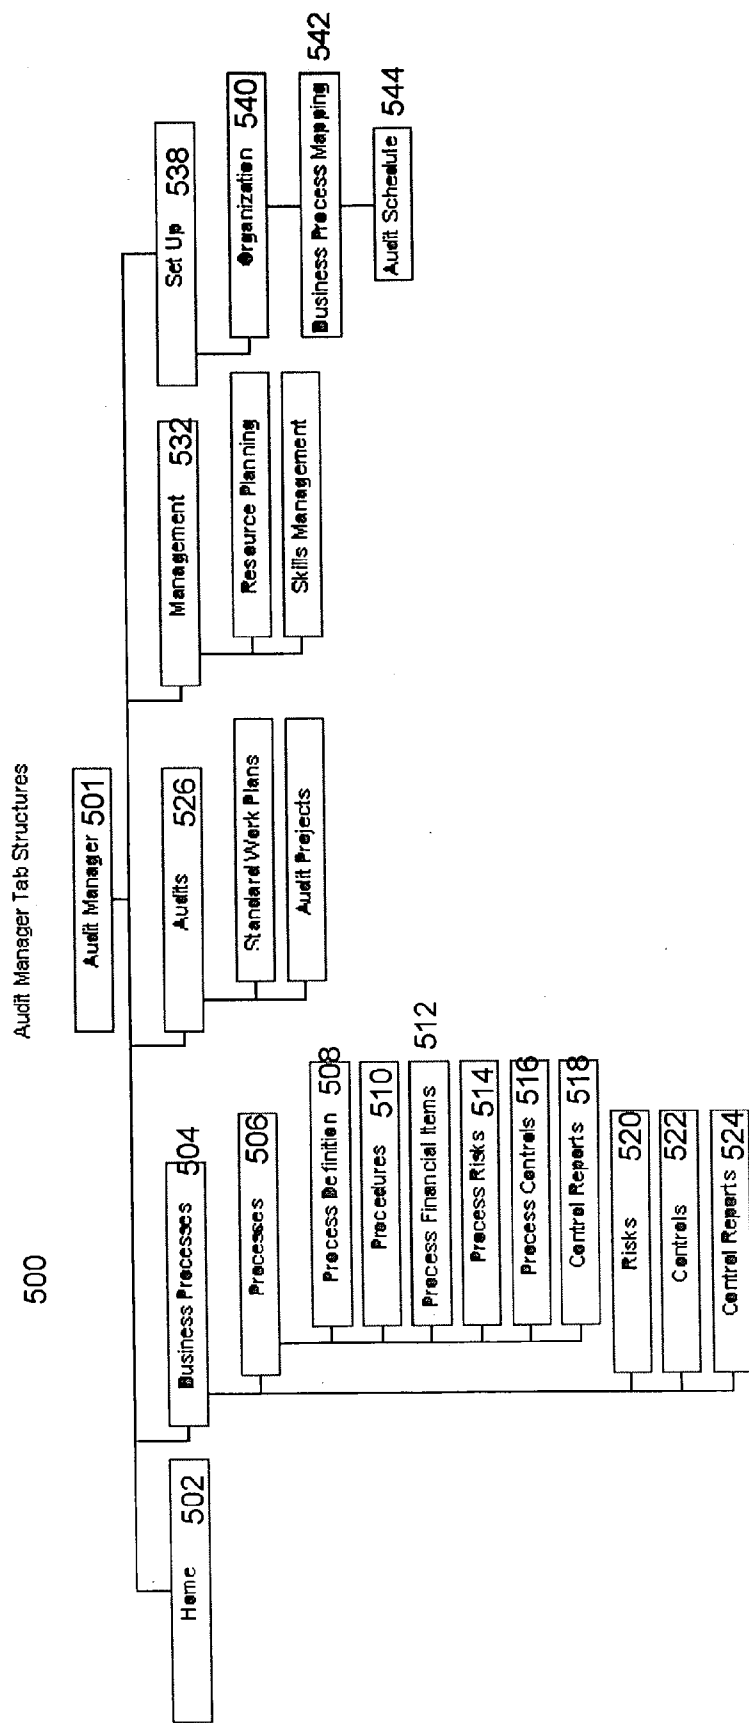 500
Audit Manager Tab Structures
Audit Manager 501
Home 502
Business Processes 504
Processes 506
Process Definition 508
Procedures 510
Process Financial Items 512
Process Risks 514
Process Controls 516
Control Reports 518
Risks 520
Controls 522
Control Reports 524
Audits 526
Standard Work Plans
Audit Projects
Management 532
Resource Planning
Skills Management
Set Up 538
Organization 540
Business Process Mapping 542
Audit Schedule 544